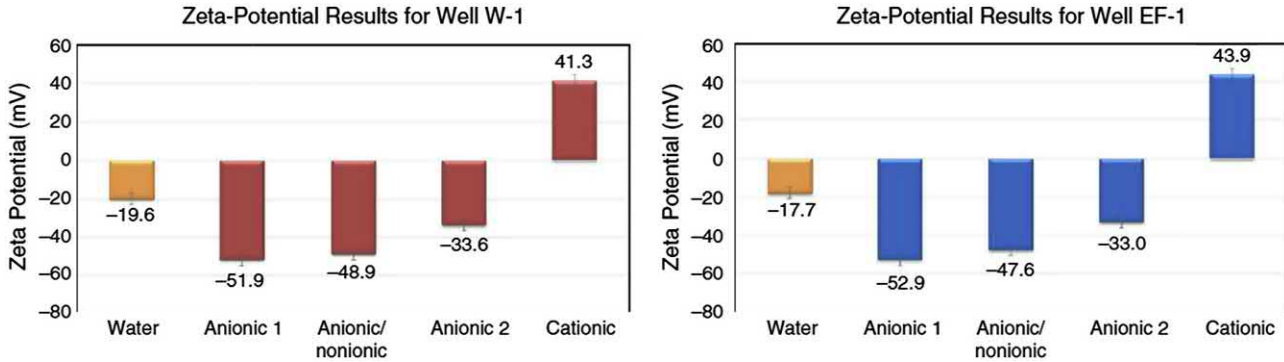 Zeta-Potential Results for Well W-1
Zeta Potential (mV)
60
40
20
0
–20
–40
–60
–80
41.3
–19.6
–51.9
–48.9
–33.6
Water
Anionic 1
Anionic/
nonionic
Anionic 2
Cationic
Zeta-Potential Results for Well EF-1
Zeta Potential (mV)
60
40
20
0
–20
–40
–60
–80
43.9
–17.7
–52.9
–47.6
–33.0
Water
Anionic 1
Anionic/
nonionic
Anionic 2
Cationic